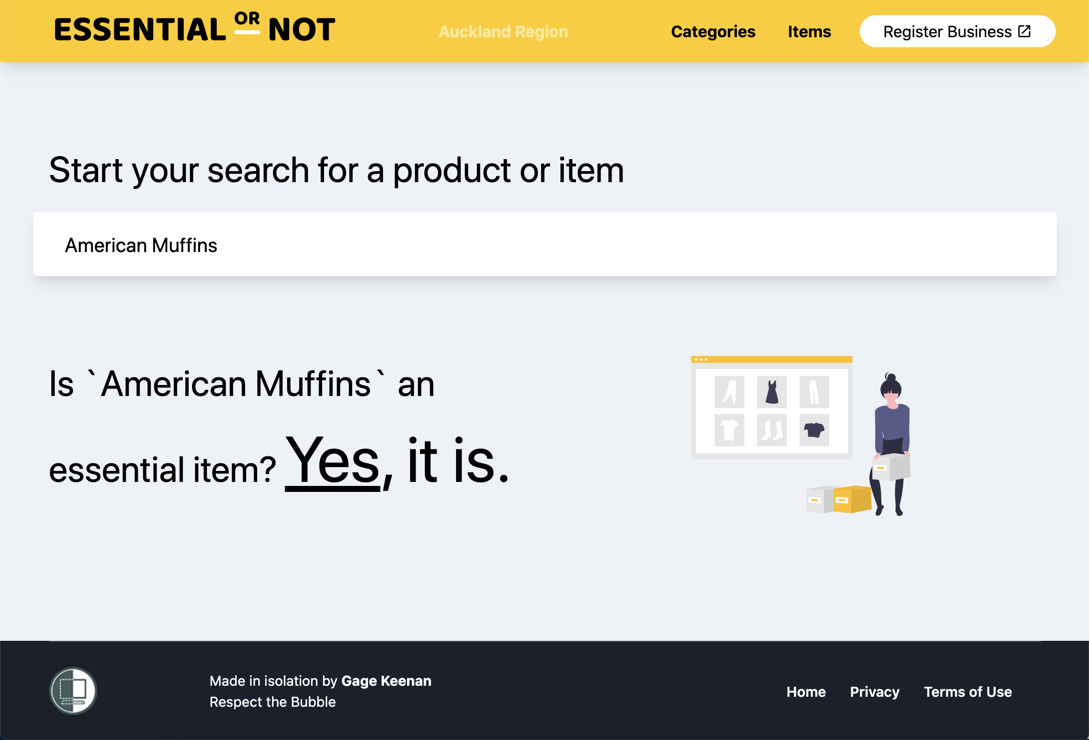 ESSENTIAL OR NOT
Auckland Region
Categories
Items
Register Business
Start your search for a product or item
American Muffins
Is `American Muffins` an
essential item? Yes, it is.
Made in isolation by Gage Keenan
Respect the Bubble
Home
Privacy
Terms of Use